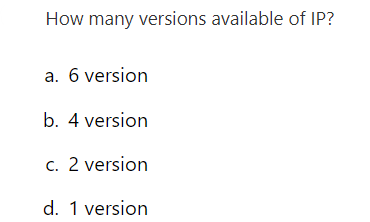 How many versions available of IP?
a. 6 version
b. 4 version
c. 2 version
d. 1 version